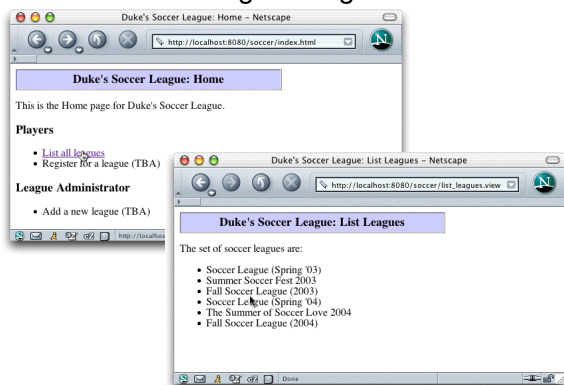 Duke's Soccer League: Home – Netscape
http://localhost:8080/soccer/index.html
N
Duke's Soccer League: Home
This is the Home page for Duke's Soccer League.
Players
• List all leagues
• Register for a league (TBA)
League Administrator
• Add a new league (TBA)
Duke's Soccer League: List Leagues – Netscape
http://localhost:8080/soccer/list_leagues.view
N
Duke's Soccer League: List Leagues
The set of soccer leagues are:
• Soccer League (Spring '03)
• Summer Soccer Fest 2003
• Fall Soccer League (2003)
• Soccer League (Spring '04)
• The Summer of Soccer Love 2004
• Fall Soccer League (2004)
Done